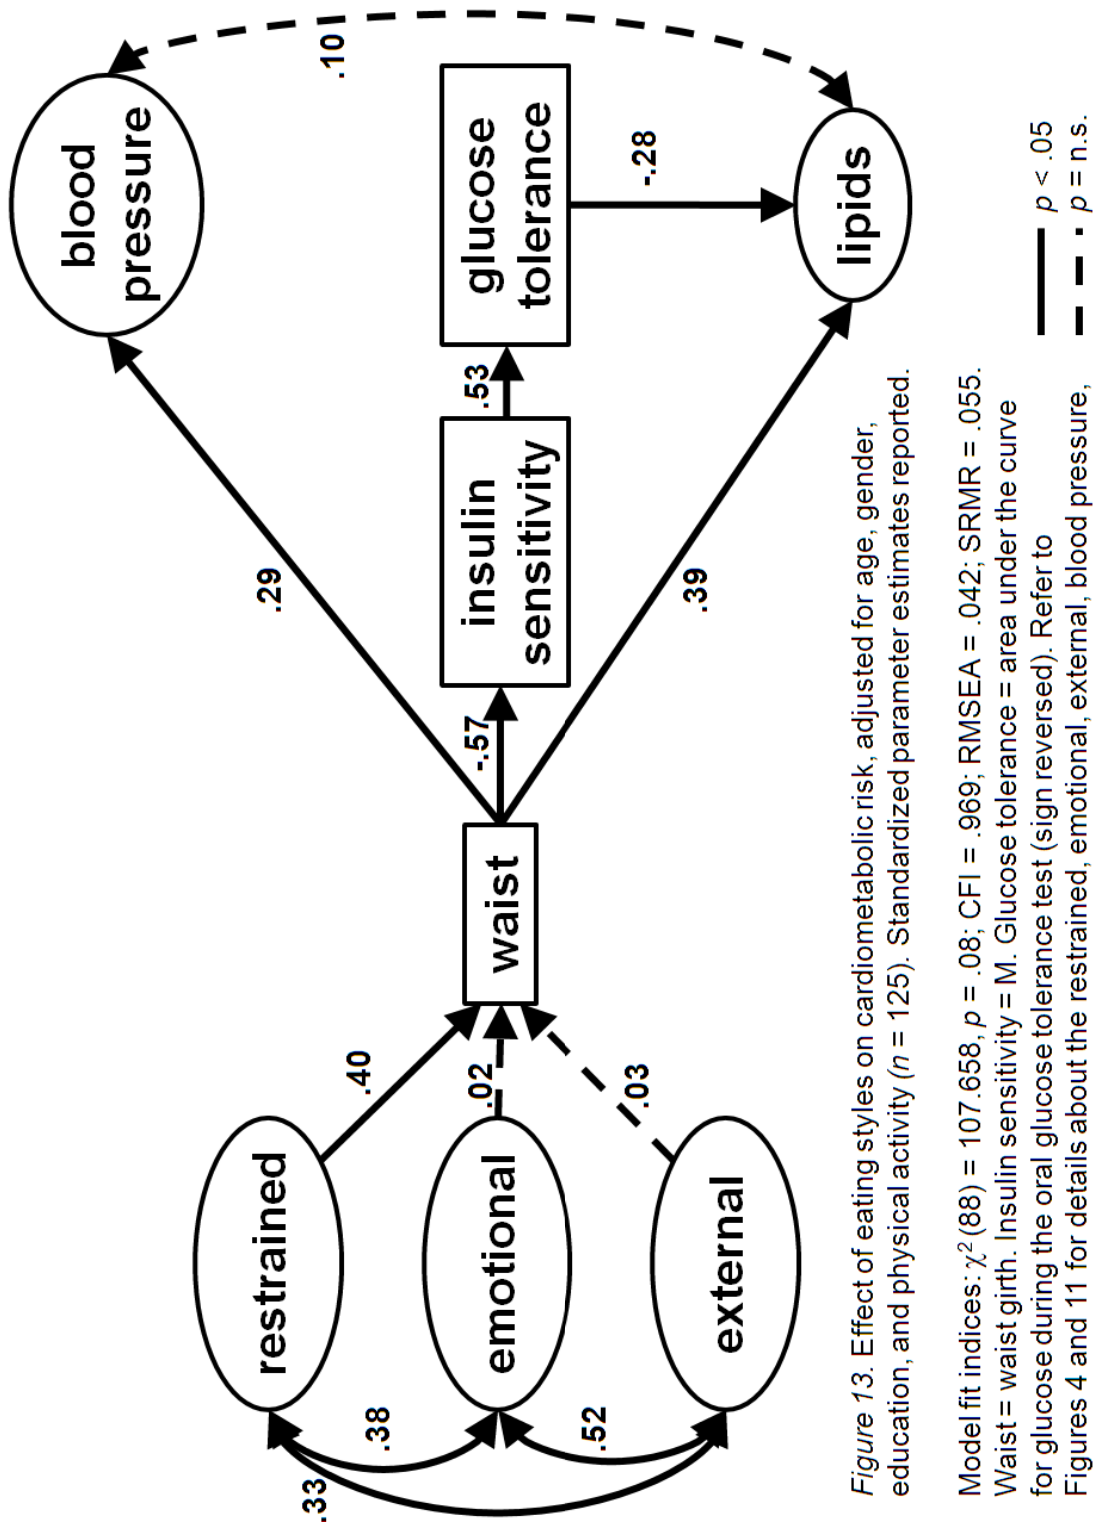 blood
pressure
.10
.29
restrained
.40
.33
.38
emotional
.02
waist
-.57
insulin
sensitivity
.53
glucose
tolerance
-.28
.52
external
.03
.39
lipids
Figure 13. Effect of eating styles on cardiometabolic risk, adjusted for age, gender,
education, and physical activity (n = 125). Standardized parameter estimates reported.
Model fit indices: χ² (88) = 107.658, p = .08; CFI = .969; RMSEA = .042; SRMR = .055.
Waist = waist girth. Insulin sensitivity = M. Glucose tolerance = area under the curve
for glucose during the oral glucose tolerance test (sign reversed). Refer to
Figures 4 and 11 for details about the restrained, emotional, external, blood pressure,
p < .05
p = n.s.